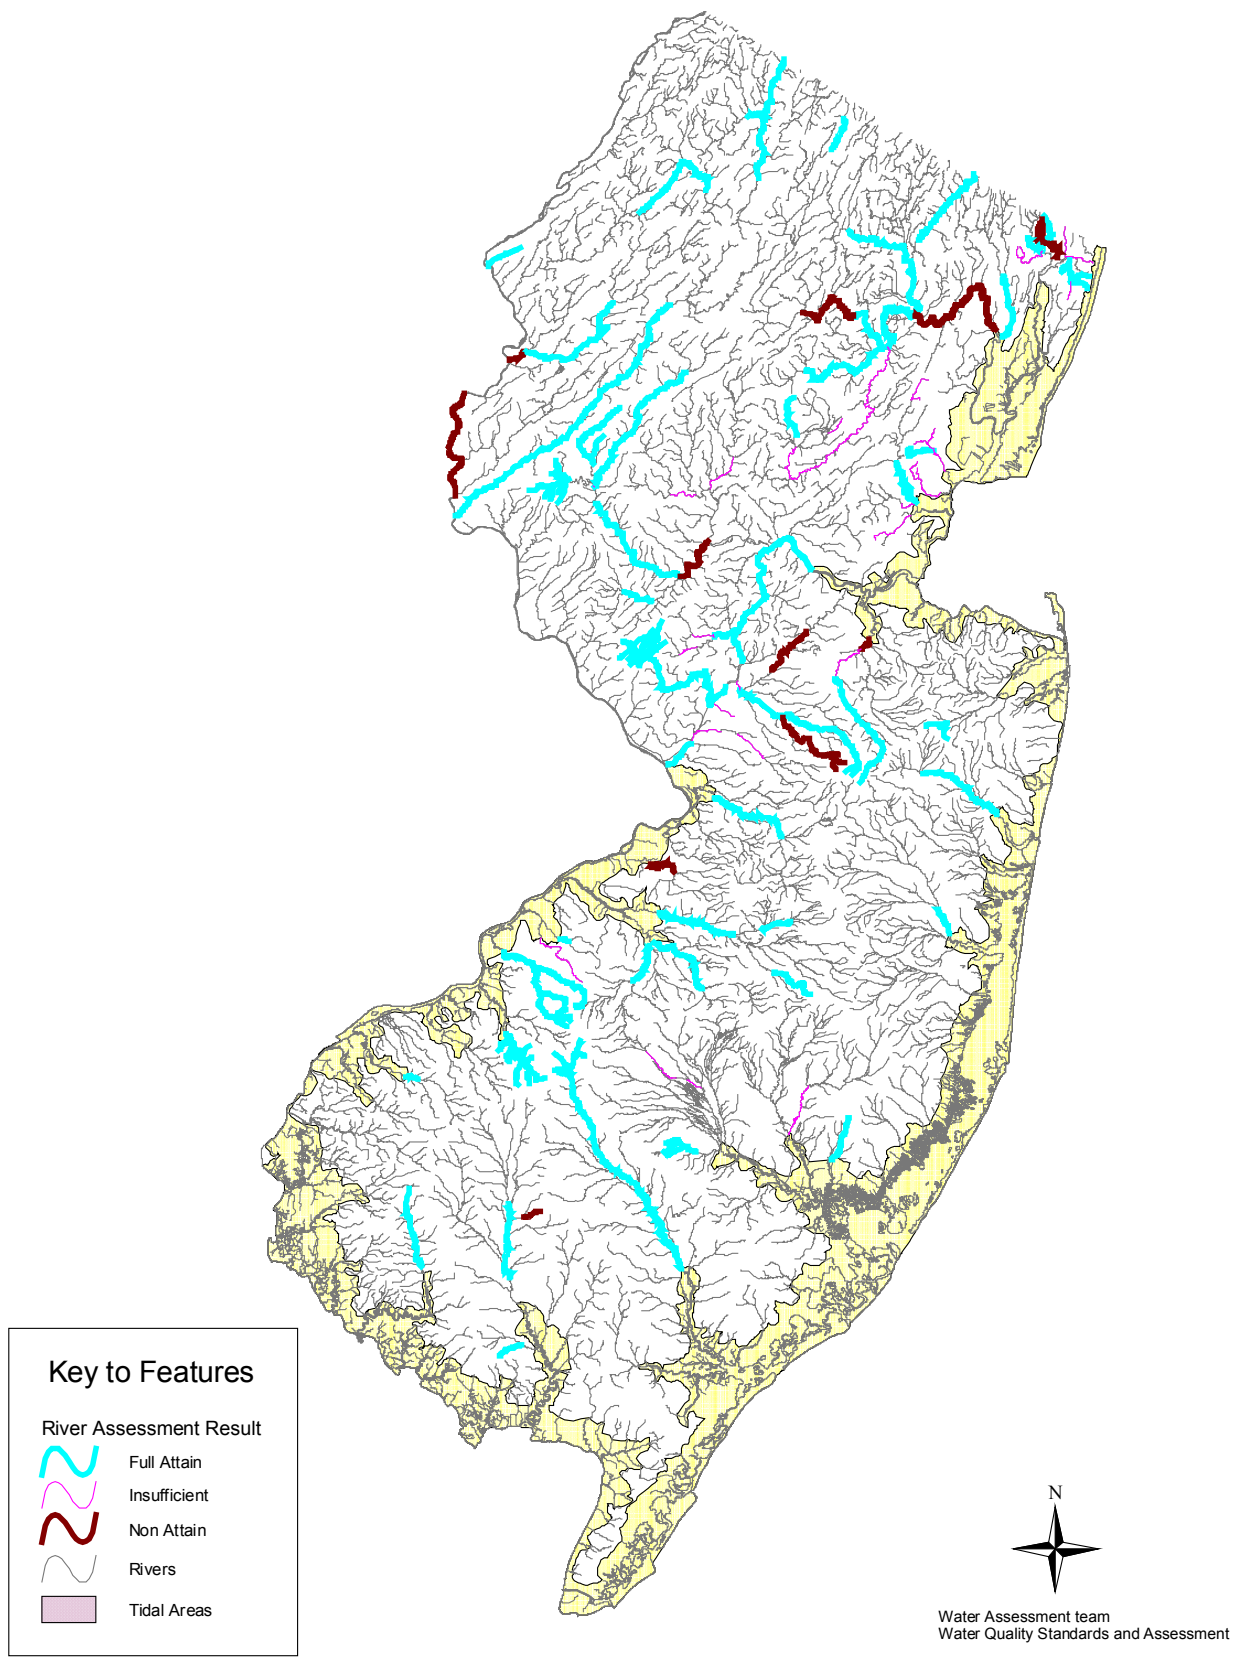 Key to Features
River Assessment Result
Full Attain
Insufficient
Non Attain
Rivers
Tidal Areas
N
Water Assessment team
Water Quality Standards and Assessment